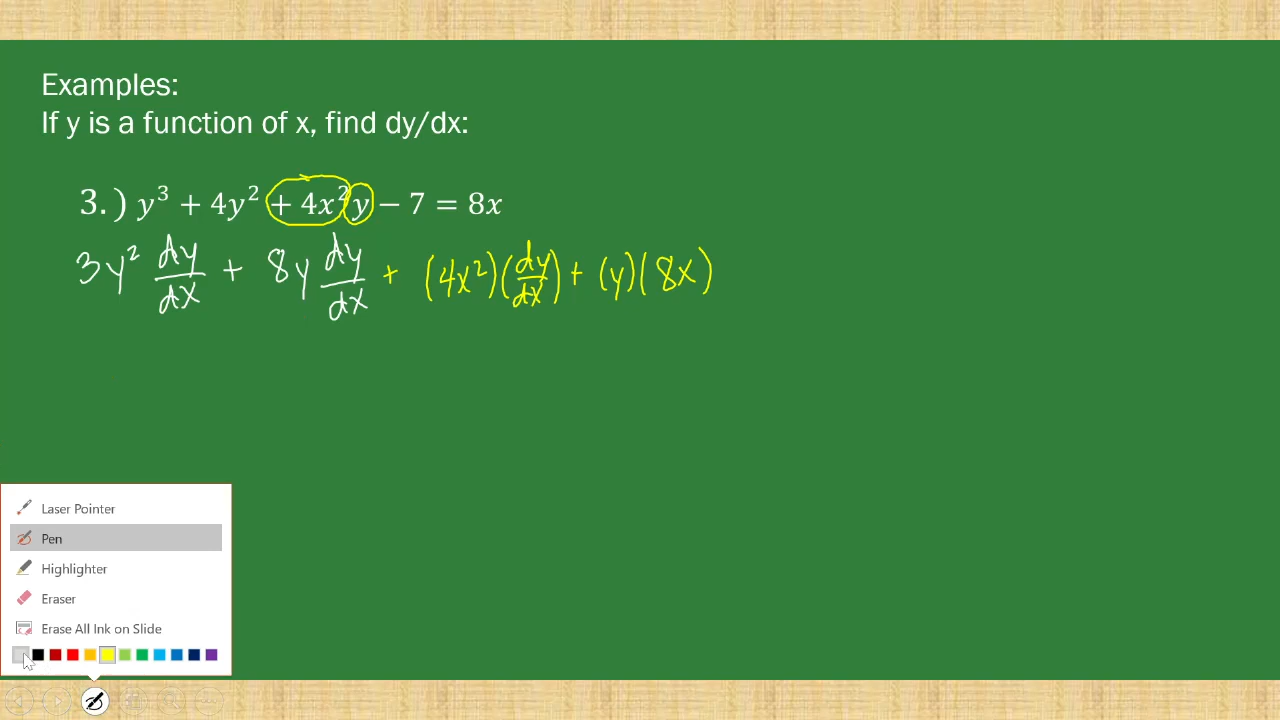 Examples:
If y is a function of x, find dy/dx:
3.) y³ + 4y² + 4x²y − 7 = 8x
3y² dy/dx + 8y dy/dx + (4x²)(dy/dx) + (y)(8x)
Laser Pointer
Pen
Highlighter
Eraser
Erase All Ink on Slide